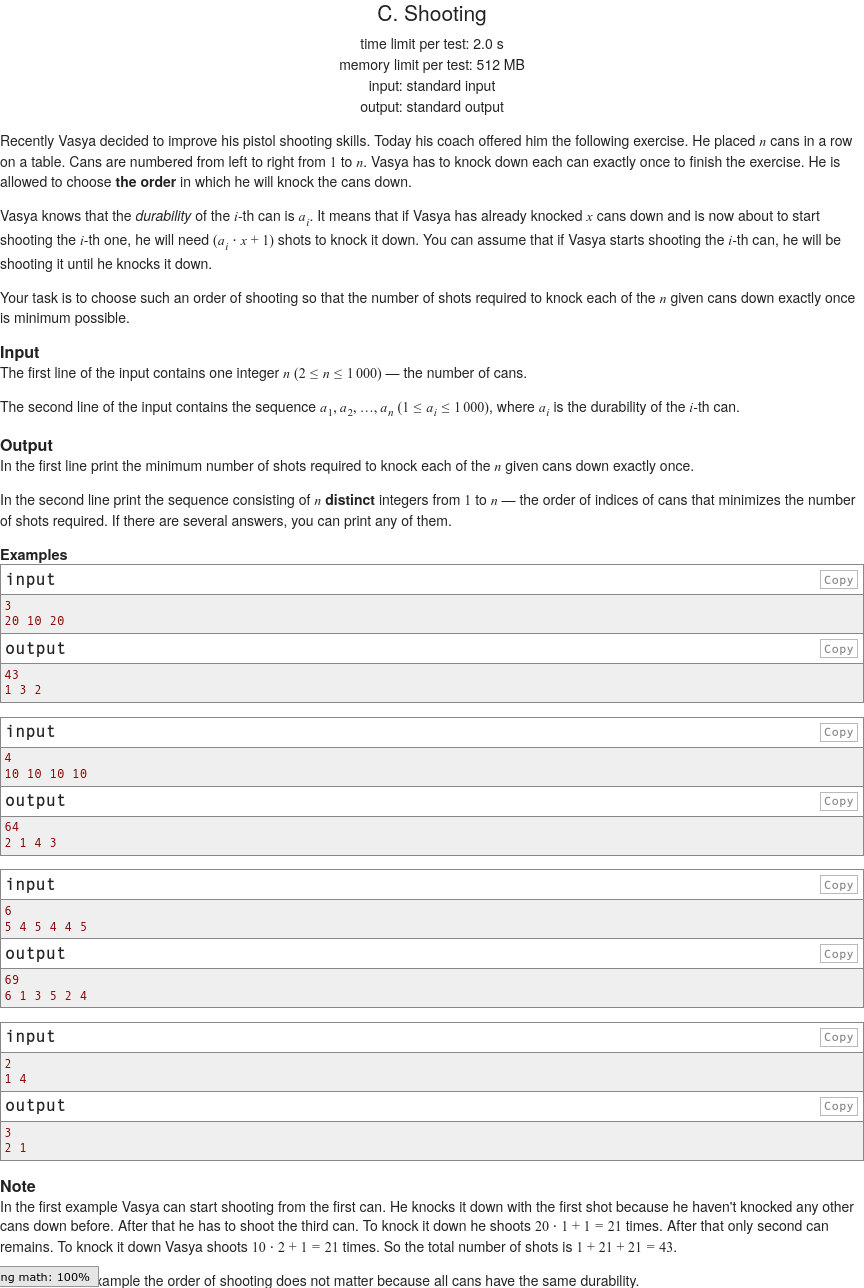 C. Shooting
time limit per test: 2.0 s
memory limit per test: 512 MB
input: standard input
output: standard output
Recently Vasya decided to improve his pistol shooting skills. Today his coach offered him the following exercise. He placed n cans in a row
on a table. Cans are numbered from left to right from 1 to n. Vasya has to knock down each can exactly once to finish the exercise. He is
allowed to choose the order in which he will knock the cans down.
Vasya knows that the durability of the i-th can is a_i. It means that if Vasya has already knocked x cans down and is now about to start
shooting the i-th one, he will need (a_i · x + 1) shots to knock it down. You can assume that if Vasya starts shooting the i-th can, he will be
shooting it until he knocks it down.
Your task is to choose such an order of shooting so that the number of shots required to knock each of the n given cans down exactly once
is minimum possible.
Input
The first line of the input contains one integer n (2 ≤ n ≤ 1 000) — the number of cans.
The second line of the input contains the sequence a_1, a_2, …, a_n (1 ≤ a_i ≤ 1 000), where a_i is the durability of the i-th can.
Output
In the first line print the minimum number of shots required to knock each of the n given cans down exactly once.
In the second line print the sequence consisting of n distinct integers from 1 to n — the order of indices of cans that minimizes the number
of shots required. If there are several answers, you can print any of them.
Examples
input Copy
3
20 10 20
output Copy
43
1 3 2
input Copy
4
10 10 10 10
output Copy
64
2 1 4 3
input Copy
6
5 4 5 4 4 5
output Copy
69
6 1 3 5 2 4
input Copy
2
1 4
output Copy
3
2 1
Note
In the first example Vasya can start shooting from the first can. He knocks it down with the first shot because he haven't knocked any other
cans down before. After that he has to shoot the third can. To knock it down he shoots 20 · 1 + 1 = 21 times. After that only second can
remains. To knock it down Vasya shoots 10 · 2 + 1 = 21 times. So the total number of shots is 1 + 21 + 21 = 43.
ng math: 100% xample the order of shooting does not matter because all cans have the same durability.